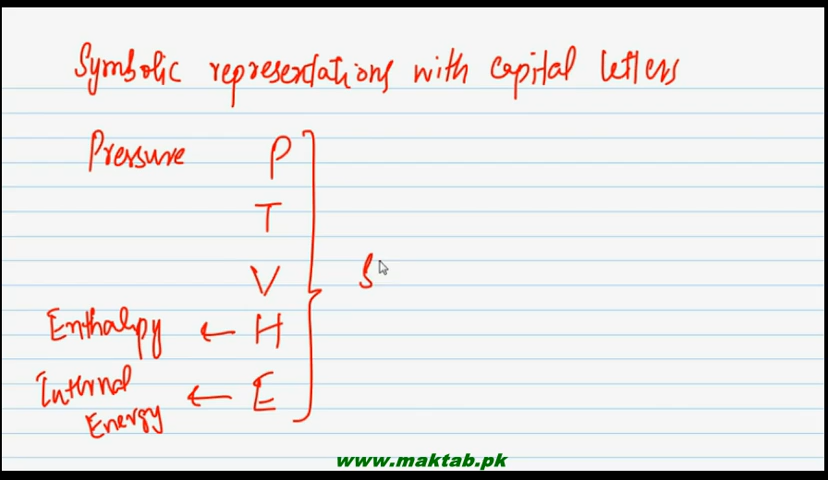 Symbolic representations with capital letters
Pressure P
T
V
S
Enthalpy ← H
Internal
Energy ← E
www.maktab.pk